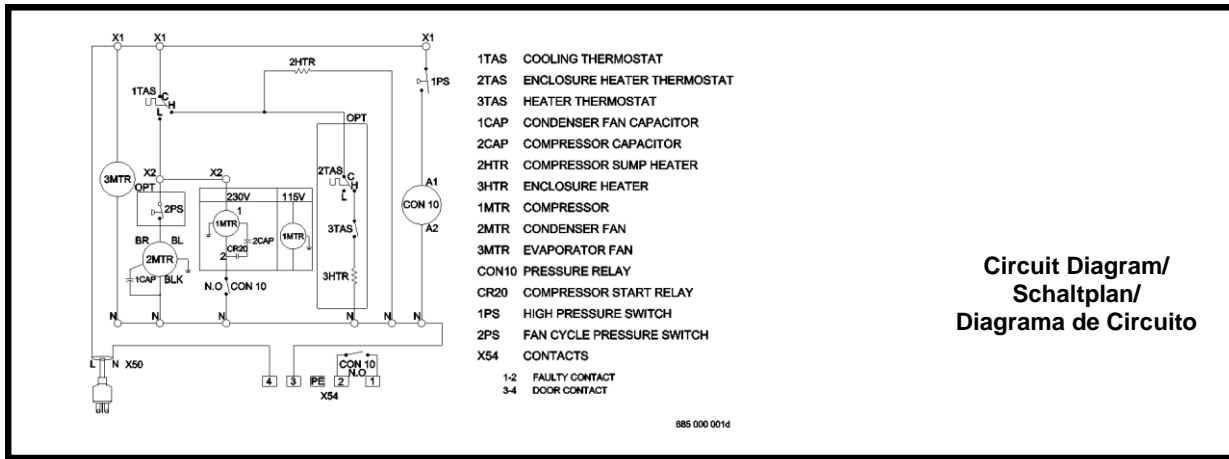 X1
X1
X1
2HTR
1PS
1TAS
C
H
L
OPT
3MTR
X2
X2
OPT
2PS
230V
115V
1
1MTR
2CAP
CR20
2
1MTR
2TAS
C
H
L
3TAS
3HTR
A1
CON 10
A2
BR
BL
2MTR
1CAP
BLK
N.O
CON 10
N
N
N
N
N
N
L
N
X50
4
3
PE
2
1
CON 10
N.O
X54
1TAS COOLING THERMOSTAT
2TAS ENCLOSURE HEATER THERMOSTAT
3TAS HEATER THERMOSTAT
1CAP CONDENSER FAN CAPACITOR
2CAP COMPRESSOR CAPACITOR
2HTR COMPRESSOR SUMP HEATER
3HTR ENCLOSURE HEATER
1MTR COMPRESSOR
2MTR CONDENSER FAN
3MTR EVAPORATOR FAN
CON10 PRESSURE RELAY
CR20 COMPRESSOR START RELAY
1PS HIGH PRESSURE SWITCH
2PS FAN CYCLE PRESSURE SWITCH
X54 CONTACTS
1-2 FAULTY CONTACT
3-4 DOOR CONTACT
885 000 001d
Circuit Diagram/
Schaltplan/
Diagrama de Circuito